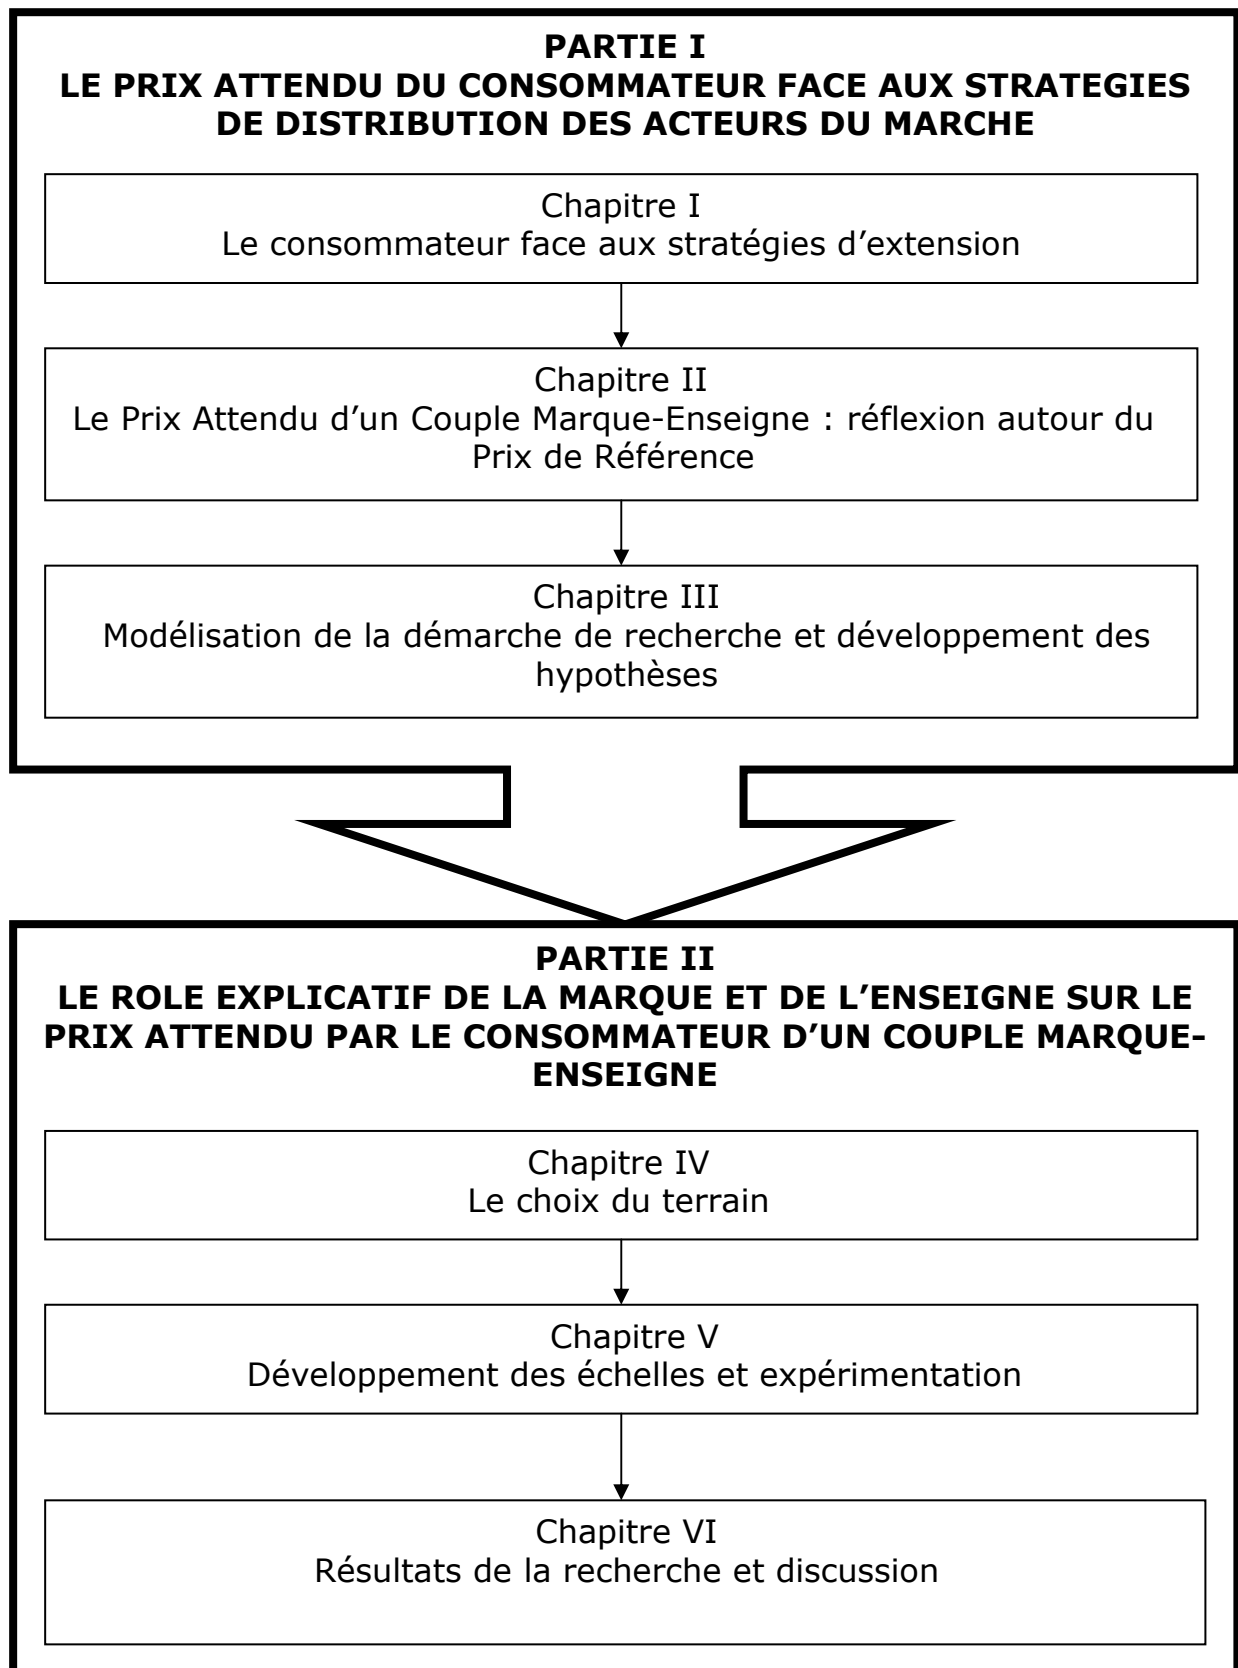 PARTIE I
LE PRIX ATTENDU DU CONSOMMATEUR FACE AUX STRATEGIES
DE DISTRIBUTION DES ACTEURS DU MARCHE
Chapitre I
Le consommateur face aux stratégies d’extension
Chapitre II
Le Prix Attendu d’un Couple Marque-Enseigne : réflexion autour du
Prix de Référence
Chapitre III
Modélisation de la démarche de recherche et développement des
hypothèses
PARTIE II
LE ROLE EXPLICATIF DE LA MARQUE ET DE L’ENSEIGNE SUR LE
PRIX ATTENDU PAR LE CONSOMMATEUR D’UN COUPLE MARQUE-
ENSEIGNE
Chapitre IV
Le choix du terrain
Chapitre V
Développement des échelles et expérimentation
Chapitre VI
Résultats de la recherche et discussion